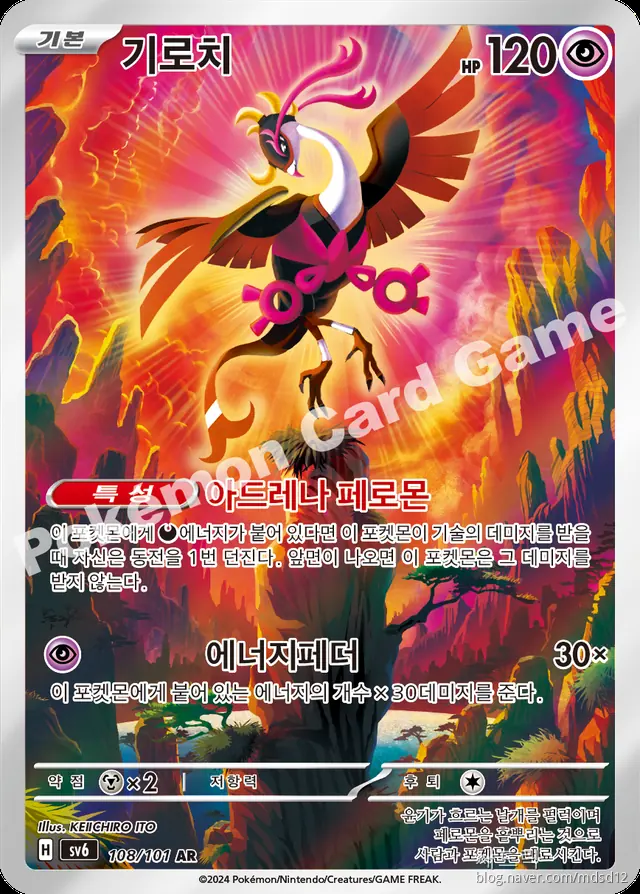 기본
기로치
HP 120
Pokémon Card Game
특성 아드레나 페로몬
이 포켓몬에게 에너지가 붙어 있다면 이 포켓몬이 기술의 데미지를 받을
때 자신은 동전을 1번 던진다. 앞면이 나오면 이 포켓몬은 그 데미지를
받지 않는다.
에너지페더 30×
이 포켓몬에게 붙어 있는 에너지의 개수 × 30데미지를 준다.
약점 ×2 저항력 후퇴
윤기가 흐르는 날개를 펄럭이며
페로몬을 흩뿌리는 것으로
사람과 포켓몬을 매료시킨다.
Illus. KEIICHIRO ITO
H sv6 108/101 AR
©2024 Pokémon/Nintendo/Creatures/GAME FREAK.
blog.naver.com/mdsd12